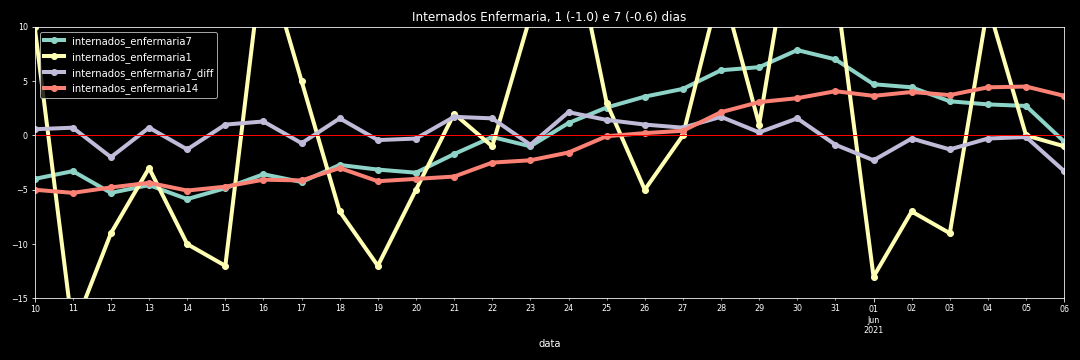 Internados Enfermaria, 1 (-1.0) e 7 (-0.6) dias
10
internados_enfermaria7
internados_enfermaria1
internados_enfermaria7_diff
internados_enfermaria14
5
0
−5
−10
−15
10 11 12 13 14 15 16 17 18 19 20 21 22 23 24 25 26 27 28 29 30 31 01 02 03 04 05 06
Jun
2021
data